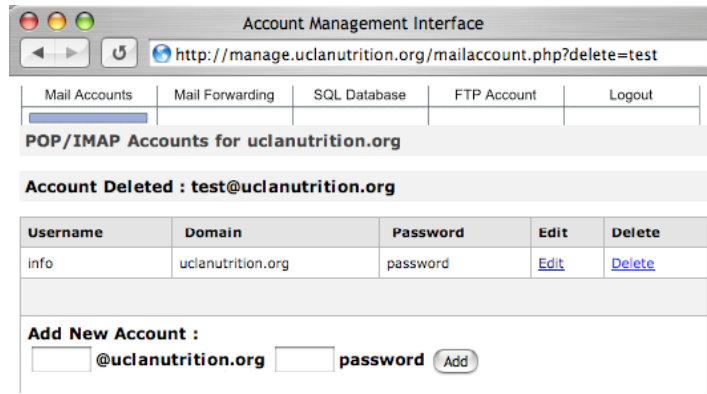 Account Management Interface
http://manage.uclanutrition.org/mailaccount.php?delete=test
Mail Accounts Mail Forwarding SQL Database FTP Account Logout
POP/IMAP Accounts for uclanutrition.org
Account Deleted : test@uclanutrition.org
Username Domain Password Edit Delete
info uclanutrition.org password Edit Delete
Add New Account :
@uclanutrition.org password Add